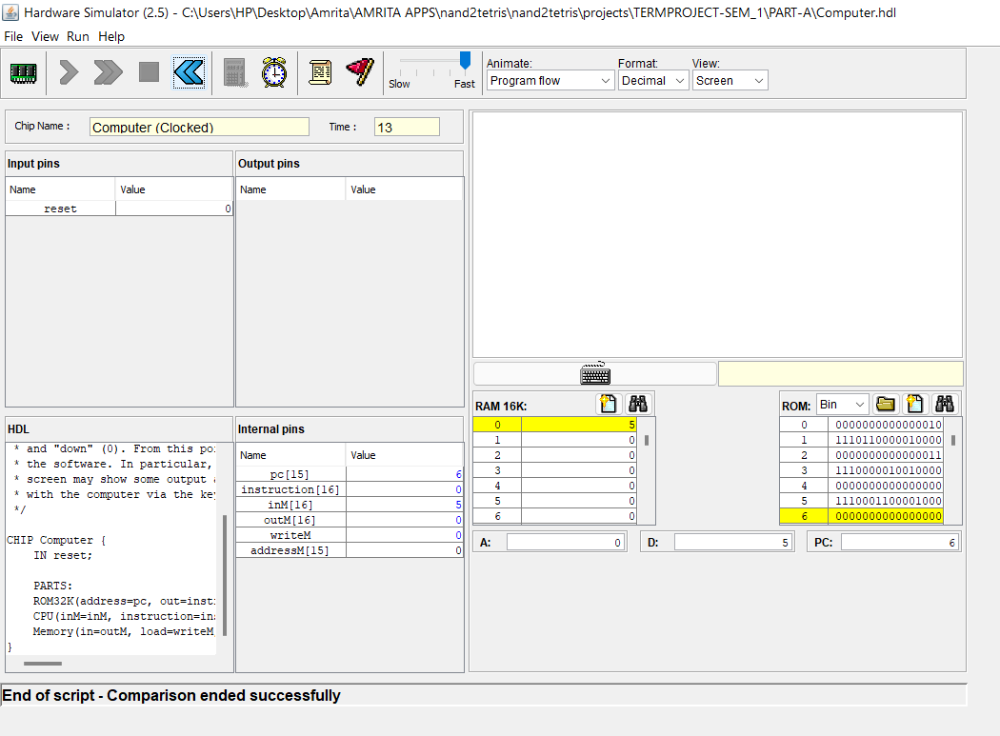 Hardware Simulator (2.5) - C:\Users\HP\Desktop\Amrita\AMRITA APPS\nand2tetris\nand2tetris\projects\TERMPROJECT-SEM_1\PART-A\Computer.hdl
File View Run Help
Slow Fast
Animate: Format: View:
Program flow Decimal Screen
Chip Name : Computer (Clocked) Time : 13
Input pins
Name Value
reset 0
Output pins
Name Value
HDL
* and "down" (0). From this poi
* the software. In particular,
* screen may show some output
* with the computer via the key
*/
CHIP Computer {
IN reset;
PARTS:
ROM32K(address=pc, out=inst
CPU(inM=inM, instruction=in
Memory(in=outM, load=writeM
}
Internal pins
Name Value
pc[15] 6
instruction[16] 0
inM[16] 5
outM[16] 0
writeM 0
addressM[15] 0
RAM 16K:
0 5
1 0
2 0
3 0
4 0
5 0
6 0
ROM: Bin
0 0000000000000010
1 1110110000010000
2 0000000000000011
3 1110000010010000
4 0000000000000000
5 1110001100001000
6 0000000000000000
A: 0 D: 5 PC: 6
End of script - Comparison ended successfully